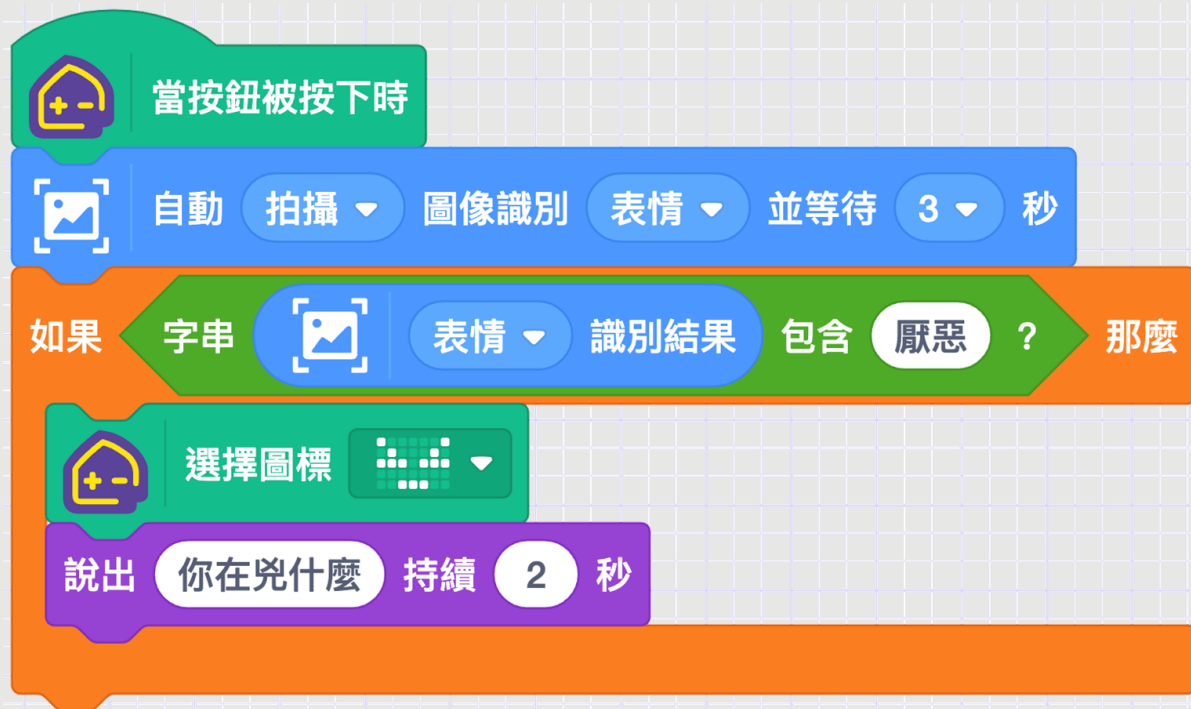 當按鈕被按下時
自動 拍攝 圖像識別 表情 並等待 3 秒
如果 字串 表情 識別結果 包含 厭惡 ? 那麼
選擇圖標
說出 你在兇什麼 持續 2 秒